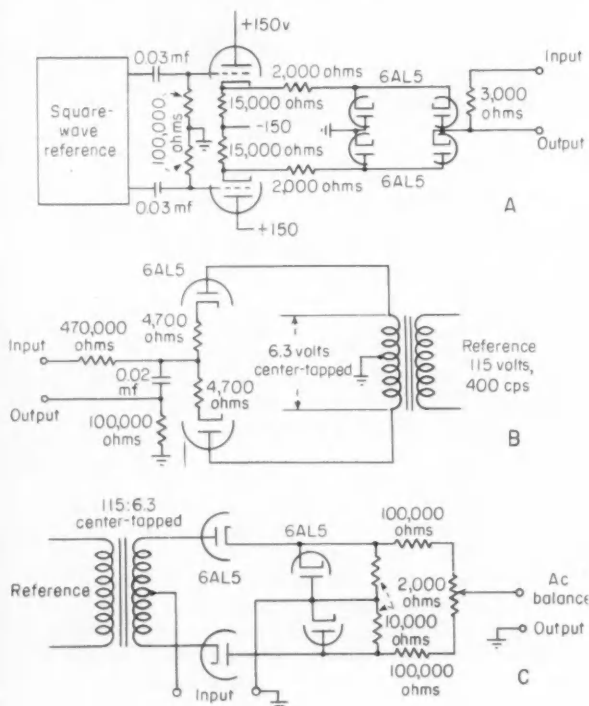 +150v
0.03 mf
2,000 ohms
6AL5
Input
Square-
wave
reference
100,000
ohms
15,000 ohms
-150
15,000 ohms
3,000
ohms
Output
2,000 ohms
6AL5
0.03 mf
+150
A
6AL5
470,000
ohms
Input
4,700
ohms
0.02
mf
4,700
ohms
Output
100,000
ohms
6.3 volts
center-tapped
Reference
115 volts,
400 cps
B
115:6.3
center-tapped
Reference
6AL5
6AL5
100,000
ohms
2,000
ohms
10,000
ohms
100,000
ohms
Ac
balance
Output
Input
C